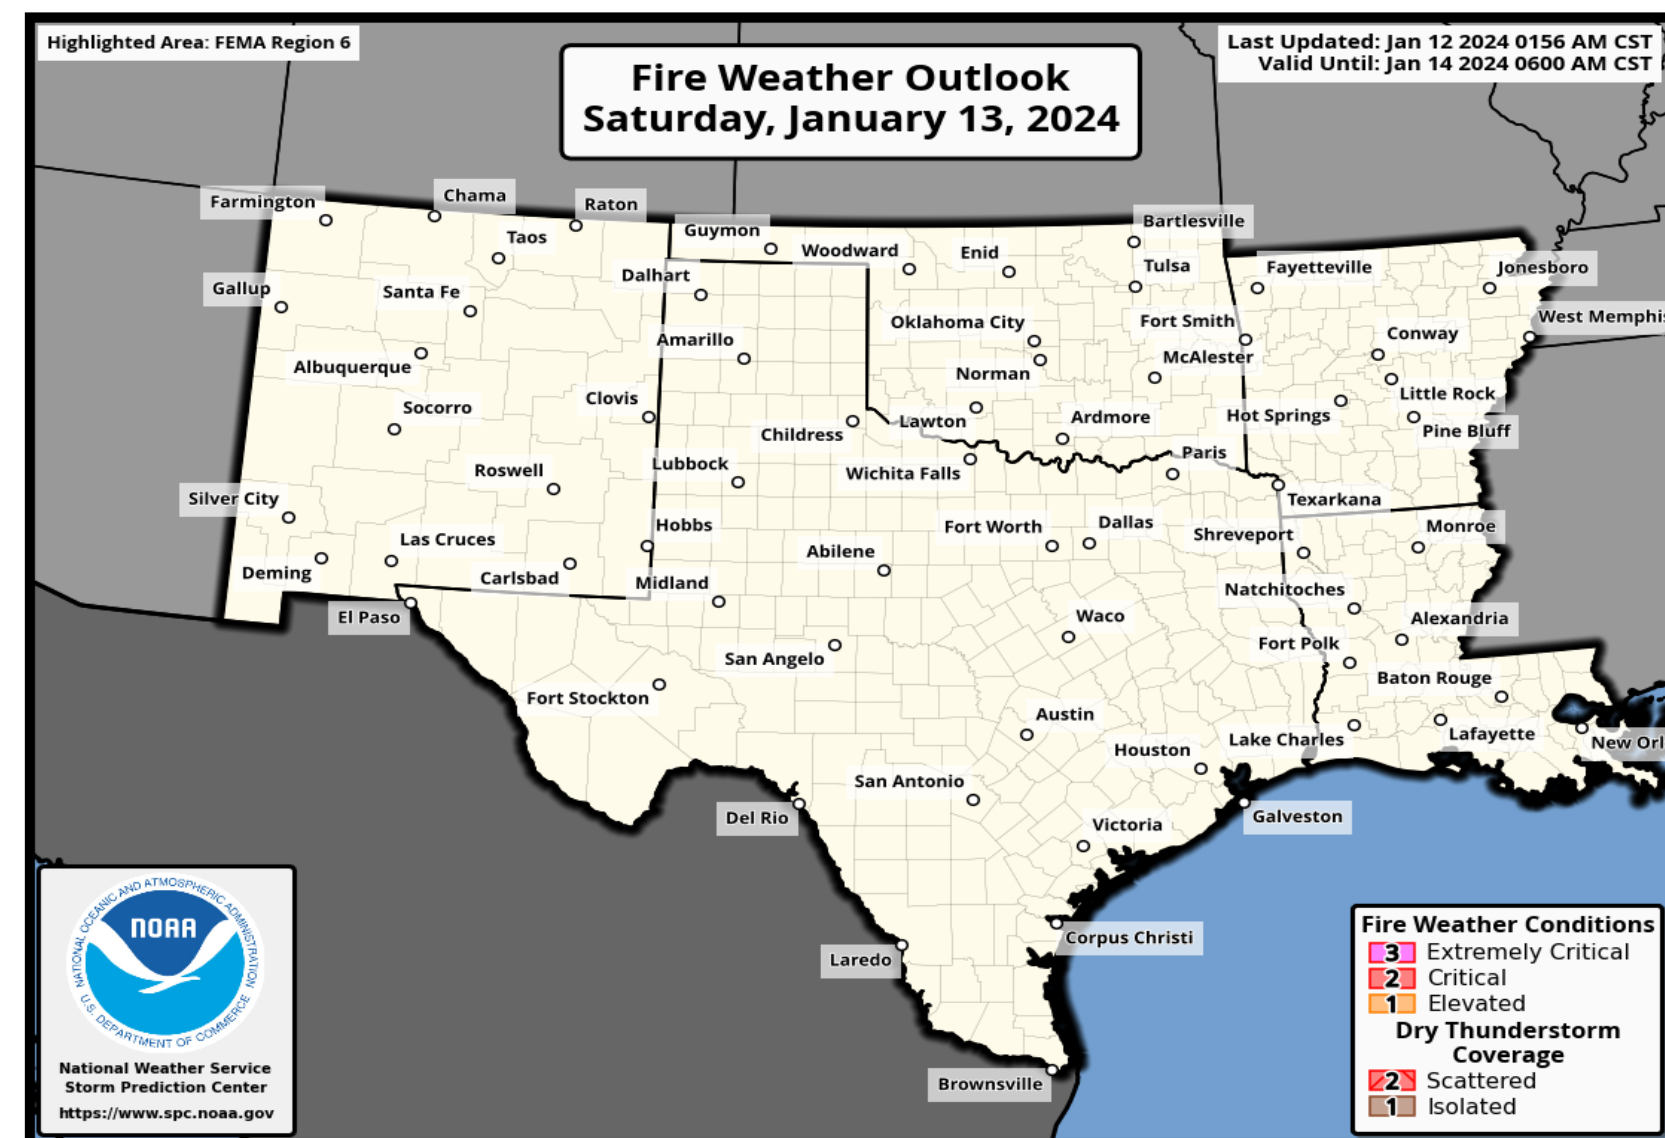 Highlighted Area: FEMA Region 6
Last Updated: Jan 12 2024 0156 AM CST
Valid Until: Jan 14 2024 0600 AM CST
Fire Weather Outlook
Saturday, January 13, 2024
Farmington
Chama
Raton
Taos
Guymon
Woodward
Enid
Bartlesville
Tulsa
Fayetteville
Jonesboro
Gallup
Santa Fe
Dalhart
Oklahoma City
Fort Smith
West Memphis
Albuquerque
Amarillo
Norman
McAlester
Conway
Socorro
Clovis
Childress
Lawton
Ardmore
Hot Springs
Little Rock
Pine Bluff
Roswell
Lubbock
Wichita Falls
Paris
Texarkana
Silver City
Las Cruces
Hobbs
Abilene
Fort Worth
Dallas
Shreveport
Monroe
Deming
Carlsbad
Midland
Natchitoches
El Paso
Waco
Alexandria
San Angelo
Fort Polk
Fort Stockton
Baton Rouge
Austin
Houston
Lake Charles
Lafayette
New Orl
San Antonio
Del Rio
Victoria
Galveston
Laredo
Corpus Christi
Brownsville
NATIONAL OCEANIC AND ATMOSPHERIC ADMINISTRATION
NOAA
U.S. DEPARTMENT OF COMMERCE
National Weather Service
Storm Prediction Center
https://www.spc.noaa.gov
Fire Weather Conditions
3 Extremely Critical
2 Critical
1 Elevated
Dry Thunderstorm
Coverage
2 Scattered
1 Isolated